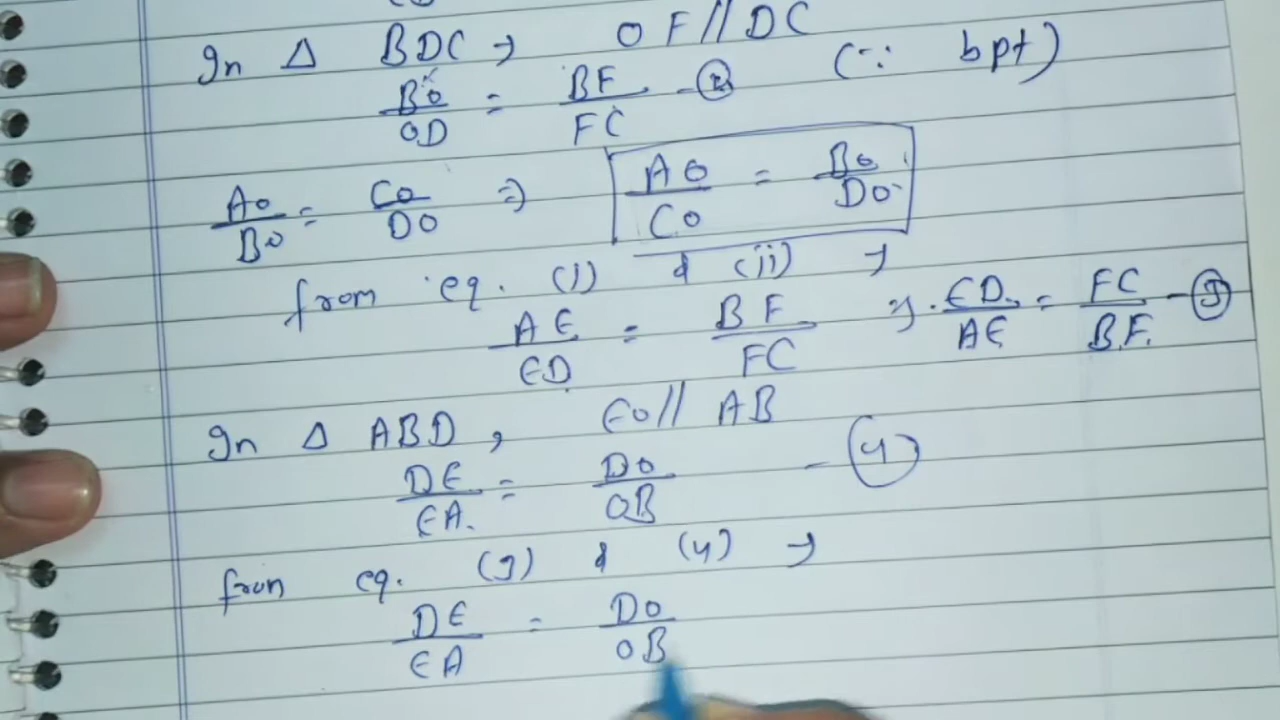 In Δ BDC → OF//DC
BO/OD = BF/FC - (2) (∵ bpt)
AO/BO = CO/DO ⇒ AO/CO = BO/DO
from eq. (i) & (ii) →
AE/ED = BF/FC ⇒ ED/AE = FC/BF - (3)
In Δ ABD, EO// AB
DE/EA = DO/OB - (4)
from eq. (3) & (4) →
DE/EA = DO/OB